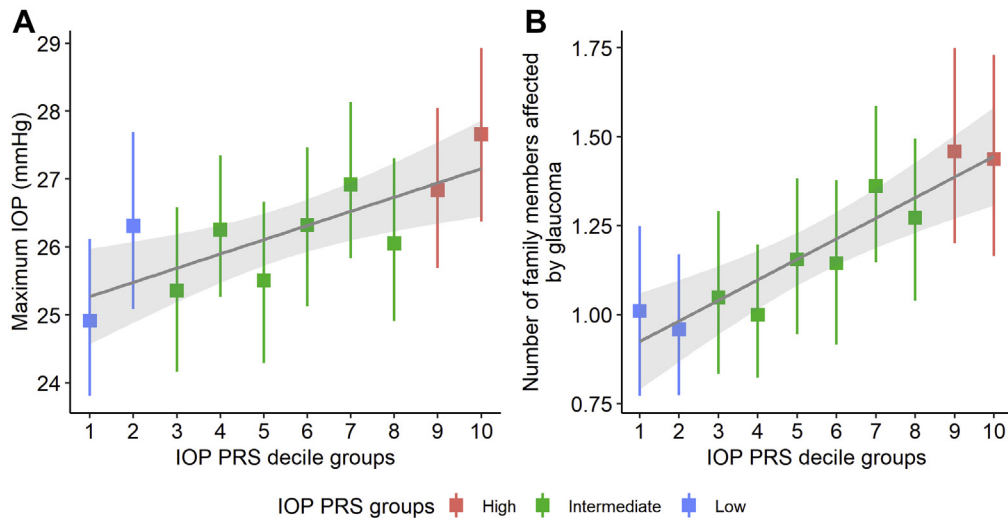 A
Maximum IOP (mmHg)
29
28
27
26
25
24
1 2 3 4 5 6 7 8 9 10
IOP PRS decile groups
B
Number of family members affected
by glaucoma
1.75
1.50
1.25
1.00
0.75
1 2 3 4 5 6 7 8 9 10
IOP PRS decile groups
IOP PRS groups High Intermediate Low